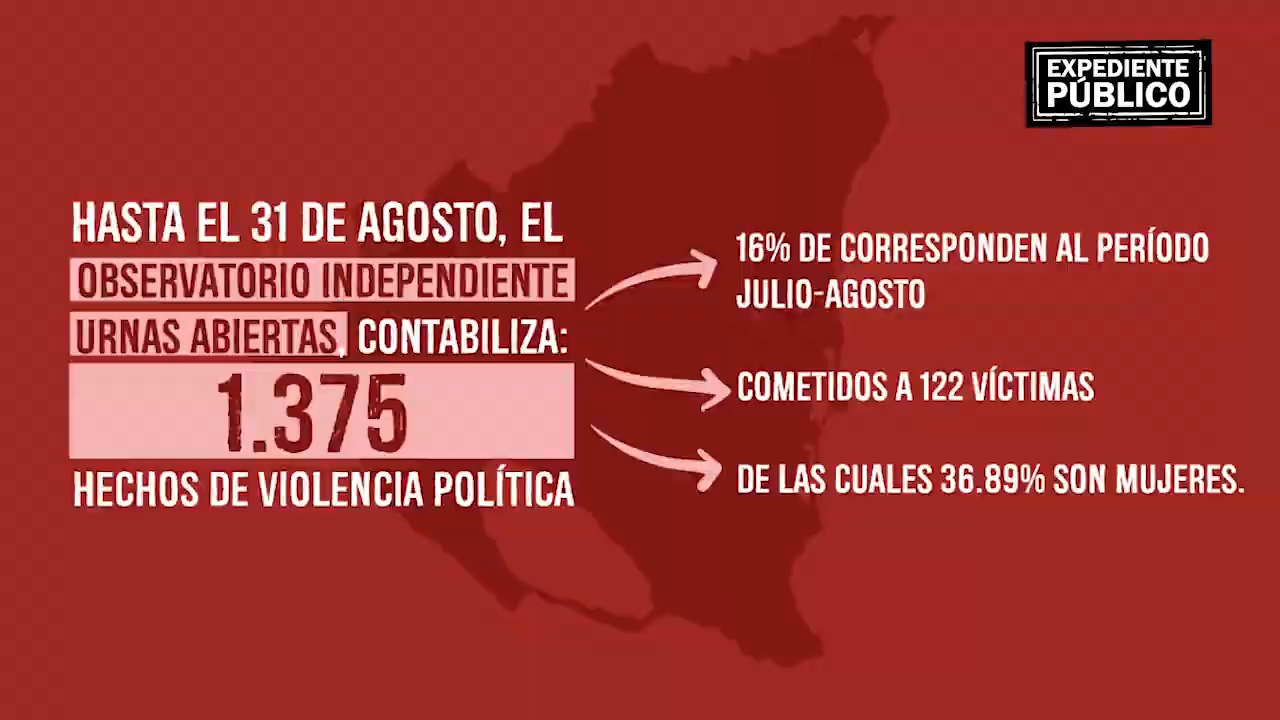 EXPEDIENTE
PÚBLICO
HASTA EL 31 DE AGOSTO, EL
OBSERVATORIO INDEPENDIENTE
URNAS ABIERTAS, CONTABILIZA:
1.375
HECHOS DE VIOLENCIA POLÍTICA
16% DE CORRESPONDEN AL PERÍODO
JULIO-AGOSTO
COMETIDOS A 122 VÍCTIMAS
DE LAS CUALES 36.89% SON MUJERES.